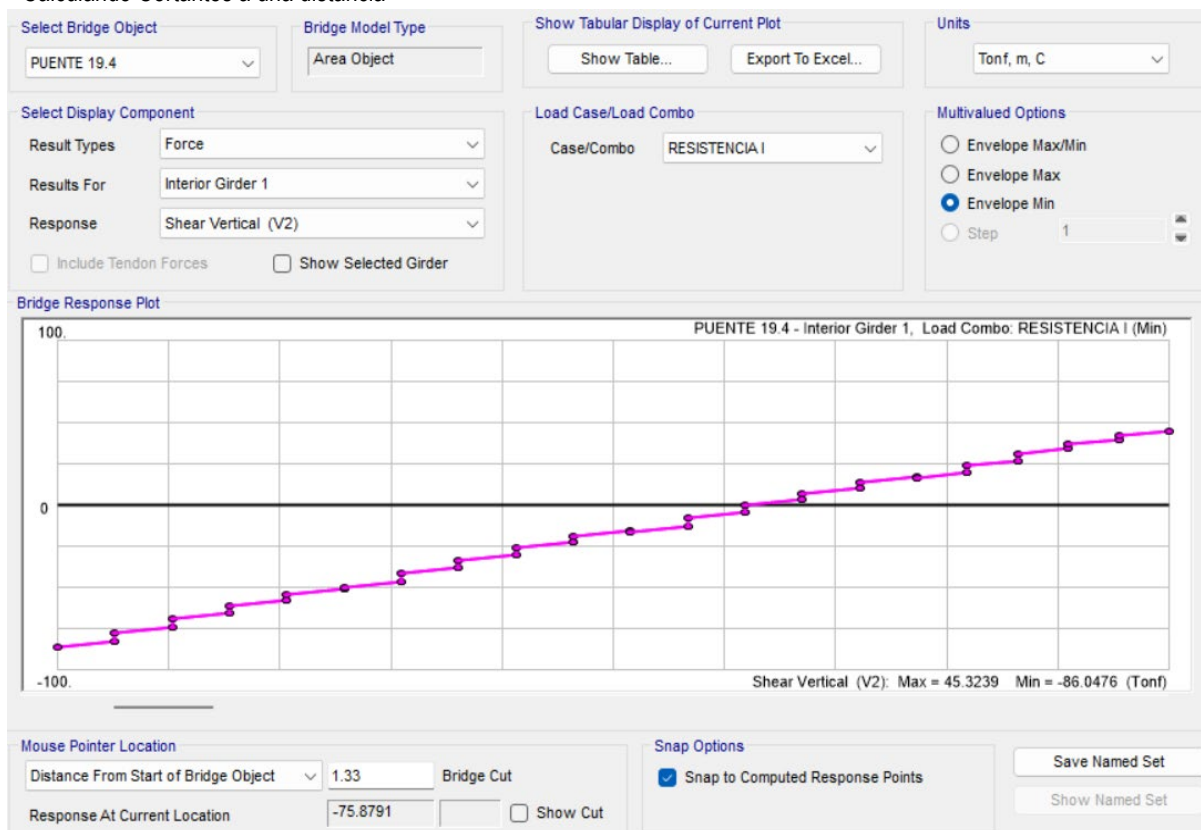 Calculando Cortantes a una distancia
Select Bridge Object
PUENTE 19.4
Bridge Model Type
Area Object
Show Tabular Display of Current Plot
Show Table...
Export To Excel...
Units
Tonf, m, C
Select Display Component
Result Types
Force
Results For
Interior Girder 1
Response
Shear Vertical (V2)
Include Tendon Forces
Show Selected Girder
Load Case/Load Combo
Case/Combo
RESISTENCIA I
Multivalued Options
Envelope Max/Min
Envelope Max
Envelope Min
Step
1
Bridge Response Plot
100.
PUENTE 19.4 - Interior Girder 1, Load Combo: RESISTENCIA I (Min)
0
-100.
Shear Vertical (V2): Max = 45.3239 Min = -86.0476 (Tonf)
Mouse Pointer Location
Distance From Start of Bridge Object
1.33
Bridge Cut
Response At Current Location
-75.8791
Show Cut
Snap Options
Snap to Computed Response Points
Save Named Set
Show Named Set